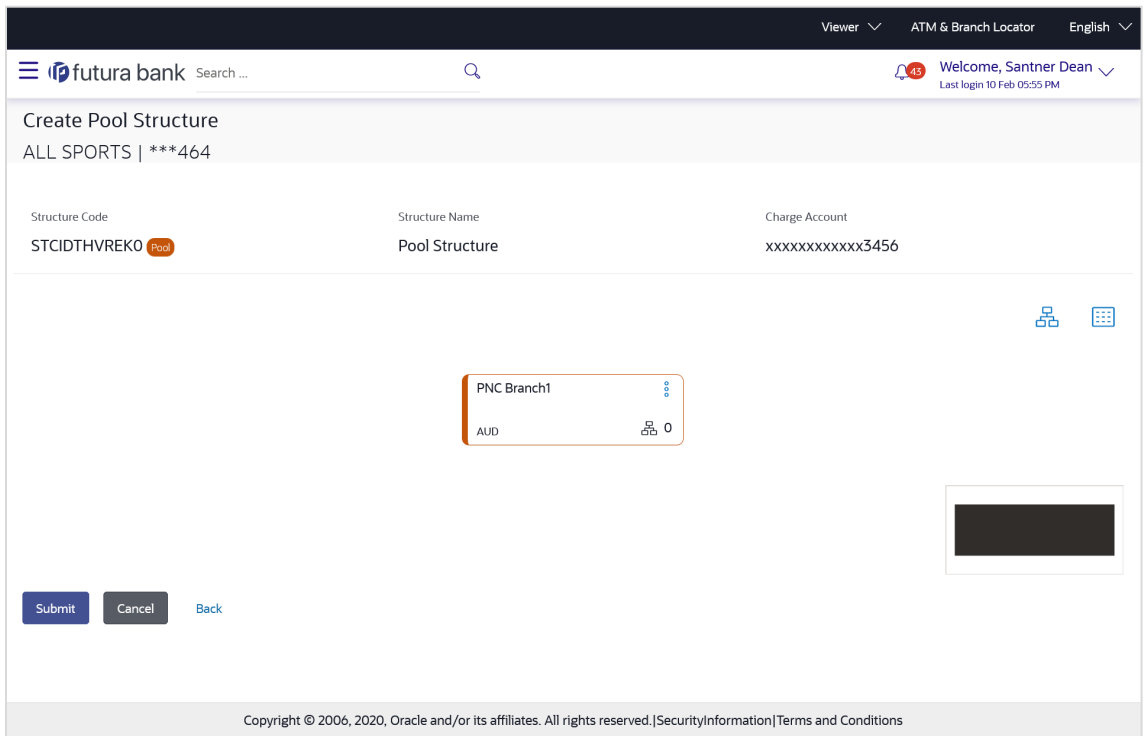 Viewer ATM & Branch Locator English
futura bank Search ... 43 Welcome, Santner Dean
Last login 10 Feb 05:55 PM
Create Pool Structure
ALL SPORTS | ***464
Structure Code Structure Name Charge Account
STCIDTHVREK0 Pool Pool Structure xxxxxxxxxxxx3456
PNC Branch1
AUD 0
Submit Cancel Back
Copyright © 2006, 2020, Oracle and/or its affiliates. All rights reserved.|SecurityInformation|Terms and Conditions